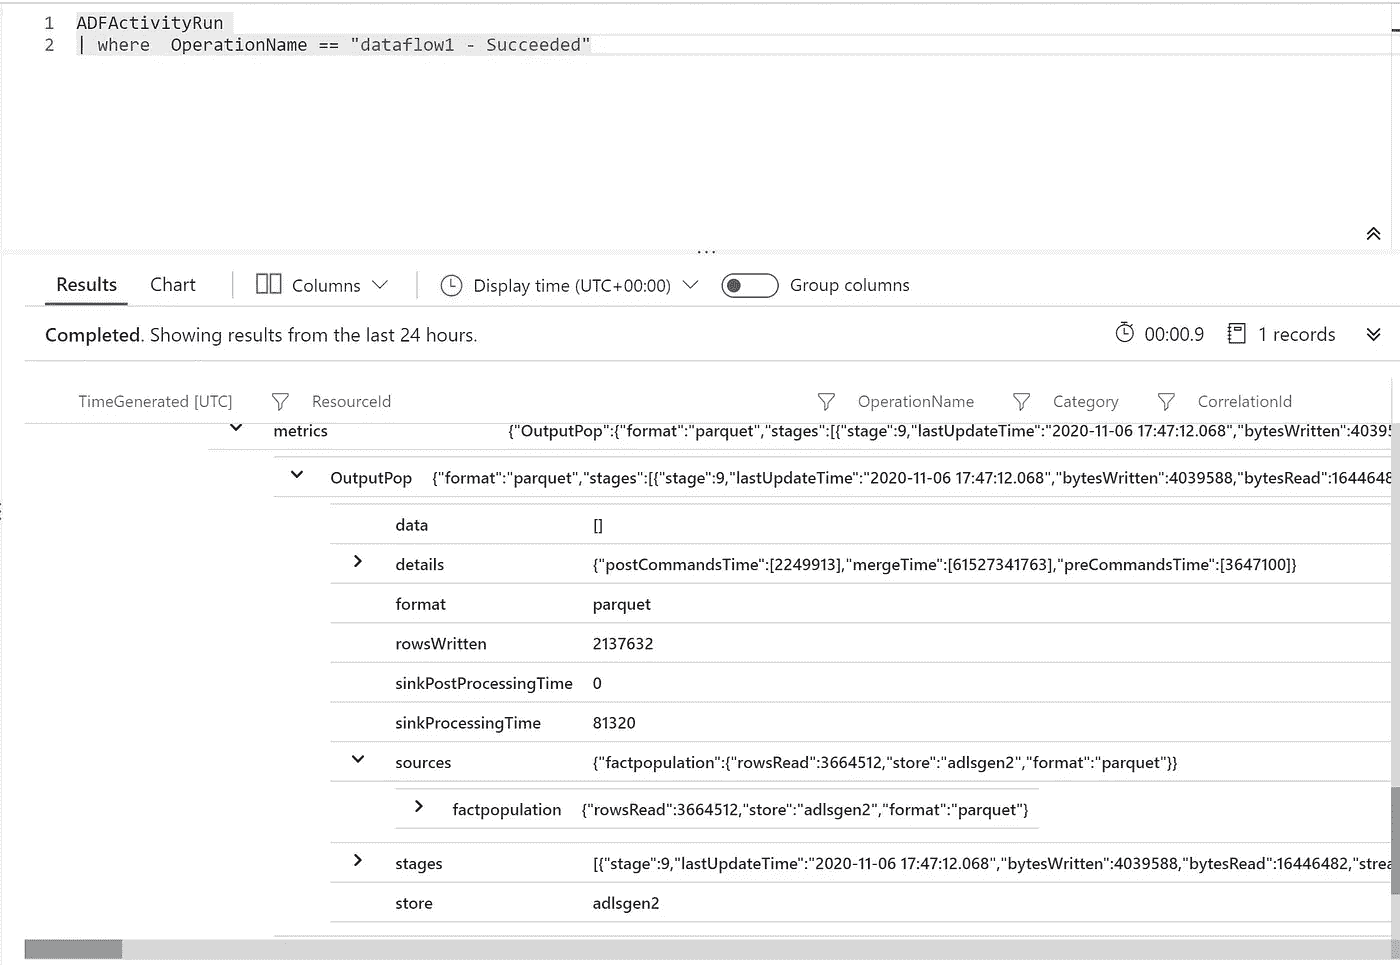 1 ADFActivityRun
2 | where OperationName == "dataflow1 - Succeeded"
...
Results Chart Columns Display time (UTC+00:00) Group columns
Completed. Showing results from the last 24 hours. 00:00.9 1 records
TimeGenerated [UTC] ResourceId OperationName Category CorrelationId
metrics {"OutputPop":{"format":"parquet","stages":[{"stage":9,"lastUpdateTime":"2020-11-06 17:47:12.068","bytesWritten":40395
OutputPop {"format":"parquet","stages":[{"stage":9,"lastUpdateTime":"2020-11-06 17:47:12.068","bytesWritten":4039588,"bytesRead":1644648
data []
details {"postCommandsTime":[2249913],"mergeTime":[61527341763],"preCommandsTime":[3647100]}
format parquet
rowsWritten 2137632
sinkPostProcessingTime 0
sinkProcessingTime 81320
sources {"factpopulation":{"rowsRead":3664512,"store":"adlsgen2","format":"parquet"}}
factpopulation {"rowsRead":3664512,"store":"adlsgen2","format":"parquet"}
stages [{"stage":9,"lastUpdateTime":"2020-11-06 17:47:12.068","bytesWritten":4039588,"bytesRead":16446482,"strea
store adlsgen2